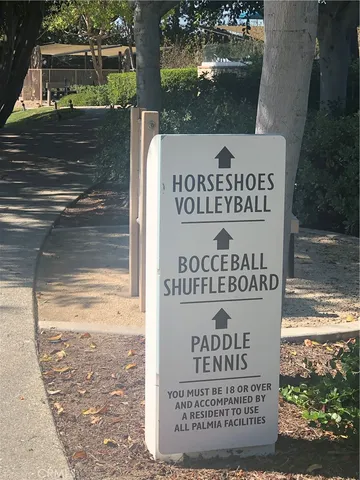 HORSESHOES
VOLLEYBALL
BOCCEBALL
SHUFFLEBOARD
PADDLE
TENNIS
YOU MUST BE 18 OR OVER
AND ACCOMPANIED BY
A RESIDENT TO USE
ALL PALMIA FACILITIES
CRMLS